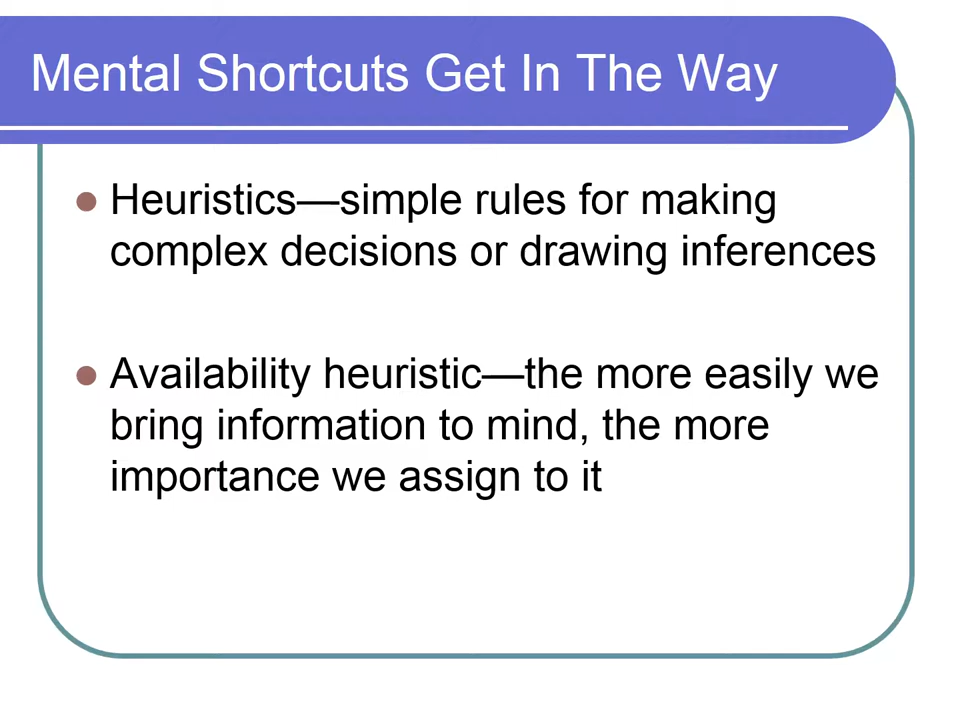 Mental Shortcuts Get In The Way
Heuristics—simple rules for making
complex decisions or drawing inferences
Availability heuristic—the more easily we
bring information to mind, the more
importance we assign to it